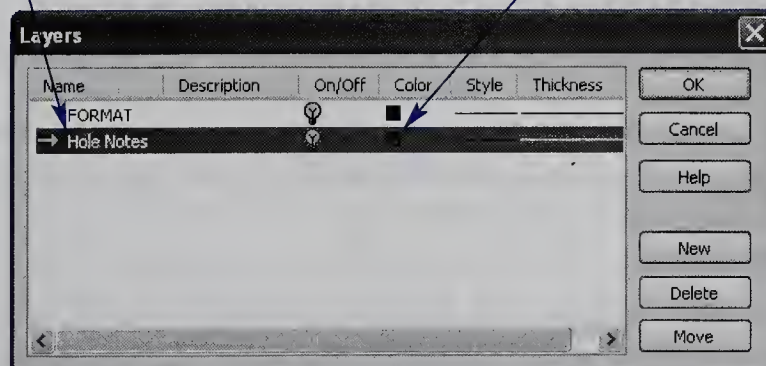 Layers
Name Description On/Off Color Style Thickness
FORMAT
Hole Notes
OK
Cancel
Help
New
Delete
Move